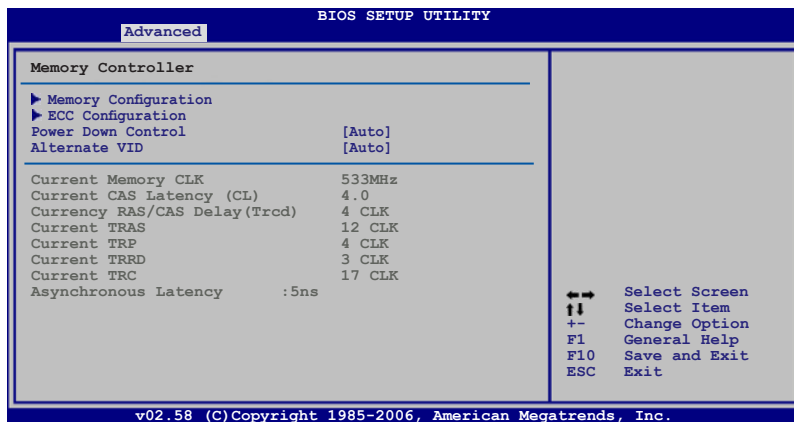 BIOS SETUP UTILITY
Advanced
Memory Controller
Memory Configuration
ECC Configuration
Power Down Control [Auto]
Alternate VID [Auto]
Current Memory CLK 533MHz
Current CAS Latency (CL) 4.0
Currency RAS/CAS Delay(Trcd) 4 CLK
Current TRAS 12 CLK
Current TRP 4 CLK
Current TRRD 3 CLK
Current TRC 17 CLK
Asynchronous Latency :5ns
←→ Select Screen
↑↓ Select Item
+- Change Option
F1 General Help
F10 Save and Exit
ESC Exit
v02.58 (C)Copyright 1985-2006, American Megatrends, Inc.